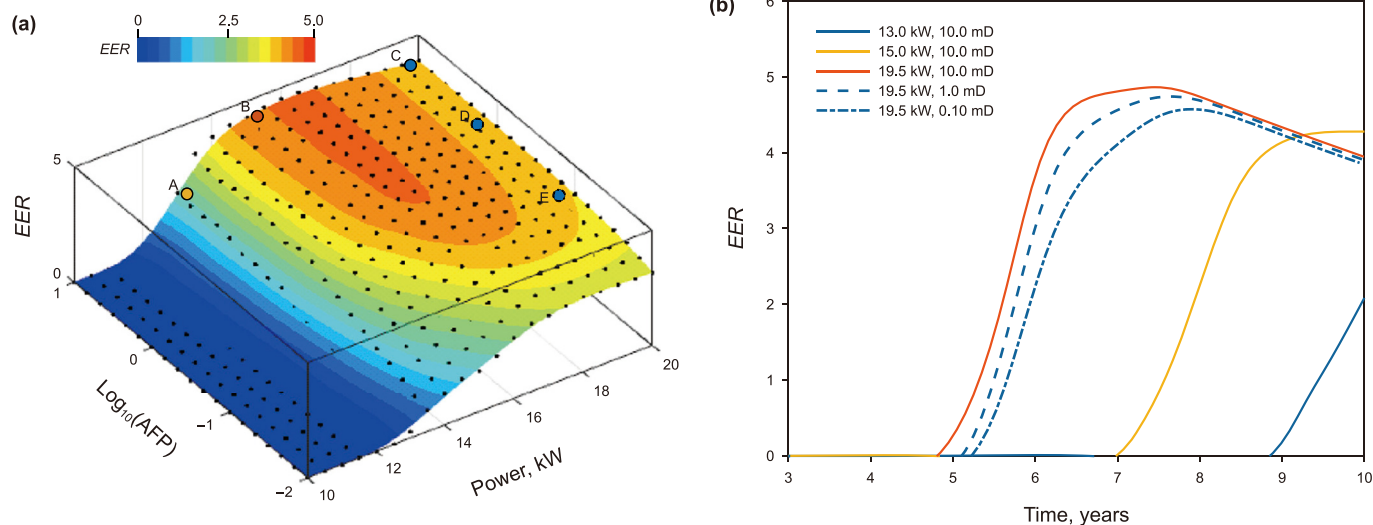 (a)
0 2.5 5.0
EER
C
B
D
A
E
5
EER
0
1
0
Log10(AFP)
–1
–2
10
12
14
16
18
20
Power, kW
(b)
6
5
4
3
2
1
0
EER
13.0 kW, 10.0 mD
15.0 kW, 10.0 mD
19.5 kW, 10.0 mD
19.5 kW, 1.0 mD
19.5 kW, 0.10 mD
3 4 5 6 7 8 9 10
Time, years